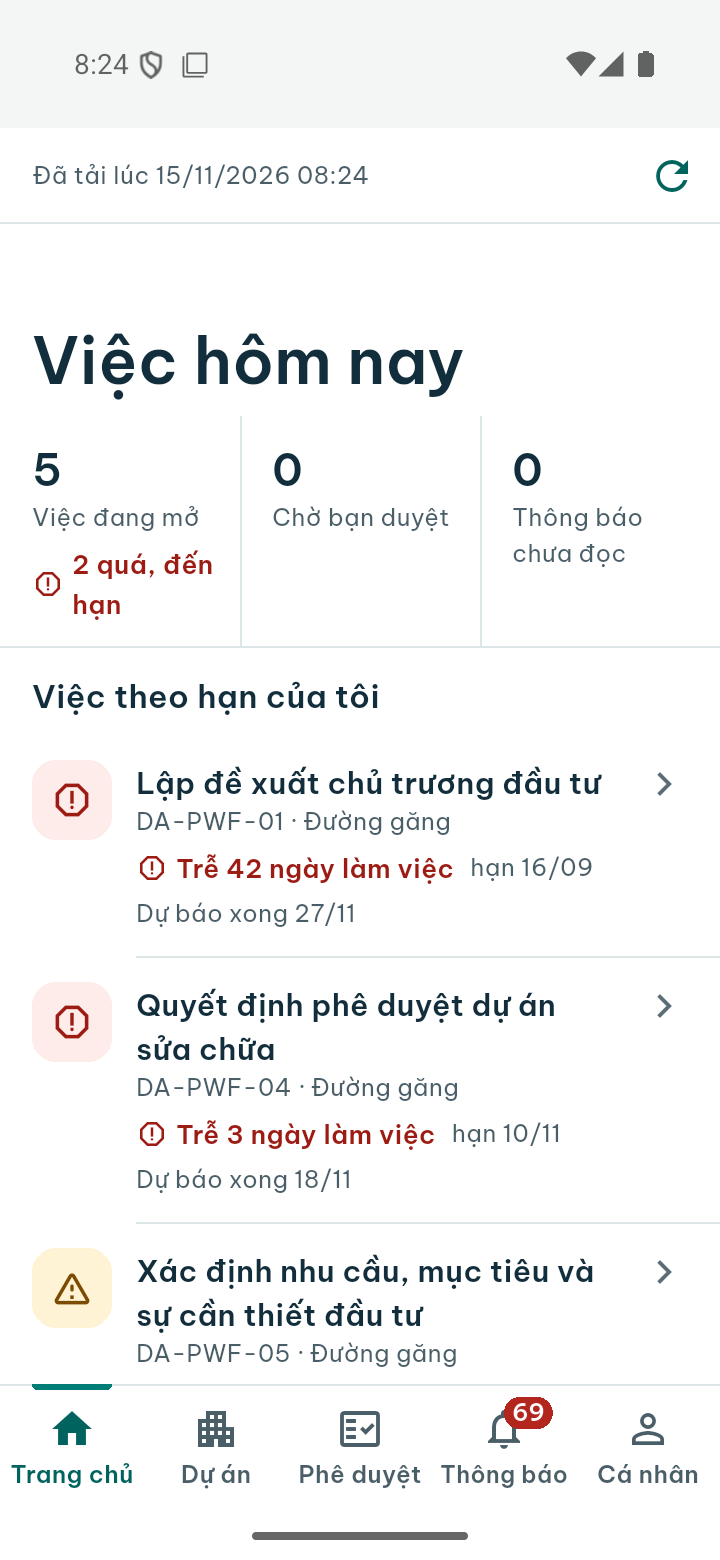 8:24
Đã tải lúc 15/11/2026 08:24
Việc hôm nay
5
Việc đang mở
2 quá, đến
hạn
0
Chờ bạn duyệt
0
Thông báo
chưa đọc
Việc theo hạn của tôi
Lập đề xuất chủ trương đầu tư
DA-PWF-01 · Đường găng
Trễ 42 ngày làm việc hạn 16/09
Dự báo xong 27/11
Quyết định phê duyệt dự án
sửa chữa
DA-PWF-04 · Đường găng
Trễ 3 ngày làm việc hạn 10/11
Dự báo xong 18/11
Xác định nhu cầu, mục tiêu và
sự cần thiết đầu tư
DA-PWF-05 · Đường găng
69
Trang chủ Dự án Phê duyệt Thông báo Cá nhân